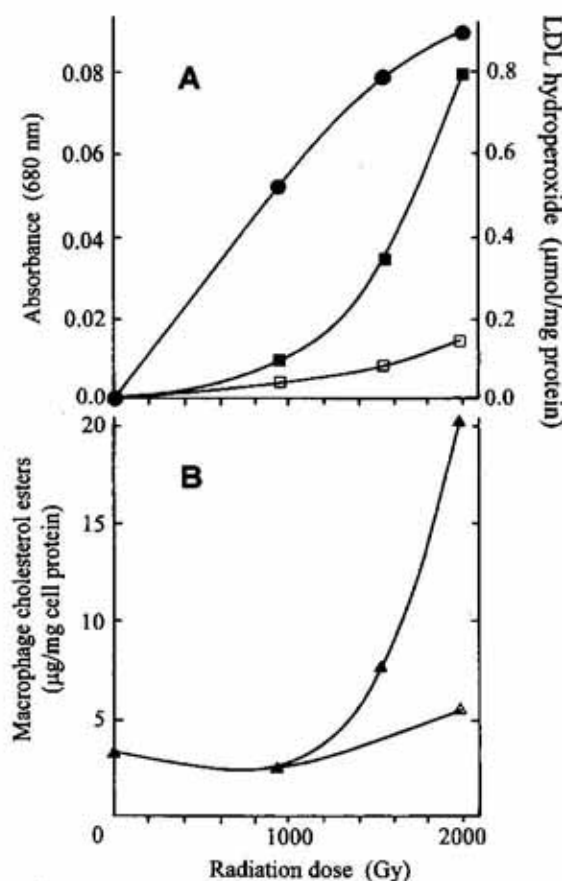 A
Absorbance (680 nm)
0.08
0.06
0.04
0.02
0.0
LDL hydroperoxide (μmol/mg protein)
0.8
0.4
0.2
0.0
B
Macrophage cholesterol esters
(μg/mg cell protein)
20
15
10
5
0
1000
2000
Radiation dose (Gy)